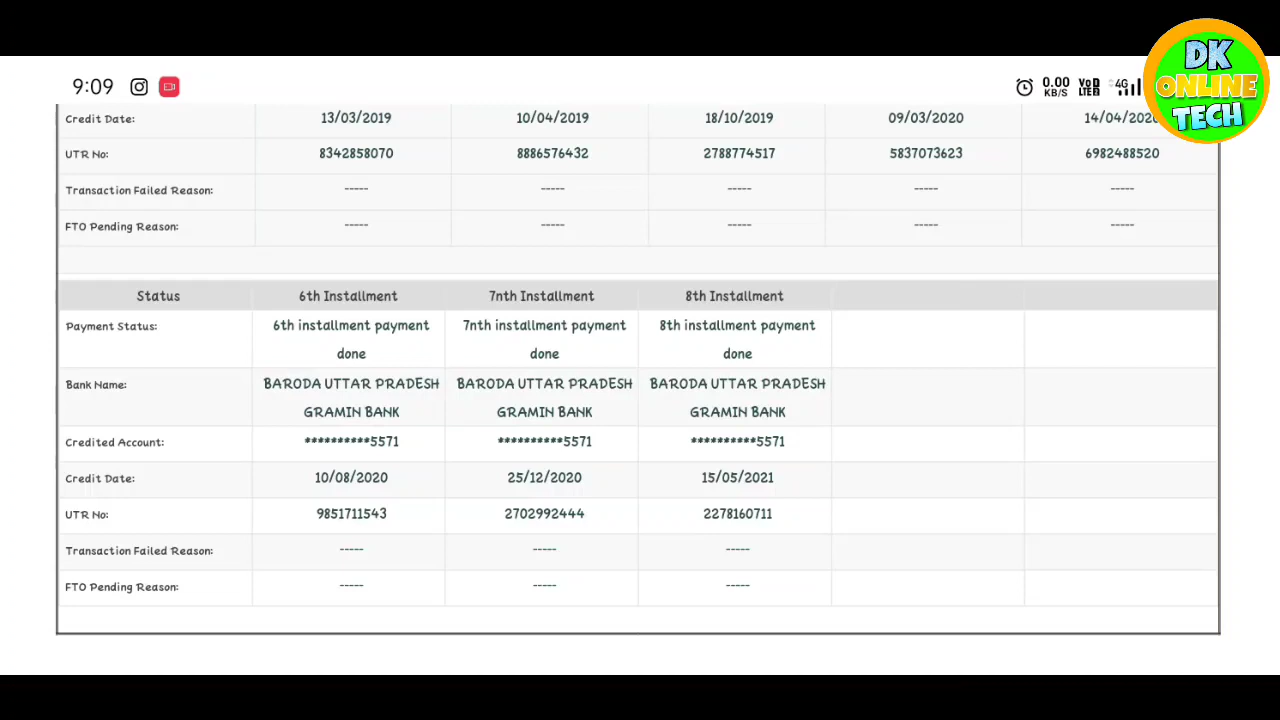 9:09 0.00 KB/S VoD LTE2 4G
DK
ONLINE
TECH
Credit Date: 13/03/2019 10/04/2019 18/10/2019 09/03/2020 14/04/2020
UTR No: 8342858070 8886576432 2788774517 5837073623 6982488520
Transaction Failed Reason: ----- ----- ----- ----- -----
FTO Pending Reason: ----- ----- ----- ----- -----
Status 6th Installment 7nth Installment 8th Installment
Payment Status: 6th installment payment 7nth installment payment 8th installment payment
done done done
Bank Name: BARODA UTTAR PRADESH BARODA UTTAR PRADESH BARODA UTTAR PRADESH
GRAMIN BANK GRAMIN BANK GRAMIN BANK
Credited Account: **********5571 **********5571 **********5571
Credit Date: 10/08/2020 25/12/2020 15/05/2021
UTR No: 9851711543 2702992444 2278160711
Transaction Failed Reason: ----- ----- -----
FTO Pending Reason: ----- ----- -----